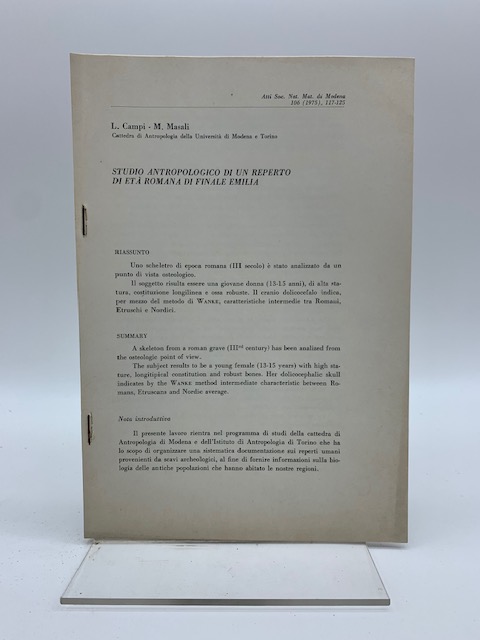 Atti Soc. Nat. Mat. di Modena
106 (1975), 117-125
L. Campi - M. Masali
Cattedra di Antropologia della Università di Modena e Torino
STUDIO ANTROPOLOGICO DI UN REPERTO
DI ETÀ ROMANA DI FINALE EMILIA
RIASSUNTO
Uno scheletro di epoca romana (III secolo) è stato analizzato da un
punto di vista osteologico.
Il soggetto risulta essere una giovane donna (13-15 anni), di alta sta-
tura, costituzione longilinea e ossa robuste. Il cranio dolicocefalo indica,
per mezzo del metodo di WANKE, caratteristiche intermedie tra Romani,
Etruschi e Nordici.
SUMMARY
A skeleton from a roman grave (IIIrd century) has been analized from
the osteologic point of view.
The subject results to be a young female (13-15 years) with high sta-
ture, longitipical constitution and robust bones. Her dolicocephalic skull
indicates by the WANKE method intermediate characteristic between Ro-
mans, Etruscans and Nordic average.
Nota introduttiva
Il presente lavoro rientra nel programma di studi della cattedra di
Antropologia di Modena e dell'Istituto di Antropologia di Torino che ha
lo scopo di organizzare una sistematica documentazione sui reperti umani
provenienti da scavi archeologici, al fine di fornire informazioni sulla bio-
logia delle antiche popolazioni che hanno abitato le nostre regioni.